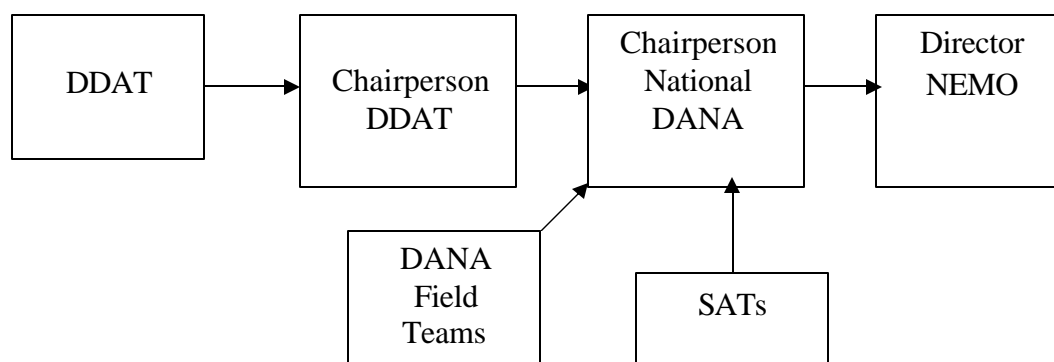 DDAT
Chairperson
DDAT
Chairperson
National
DANA
Director
NEMO
DANA
Field
Teams
SATs